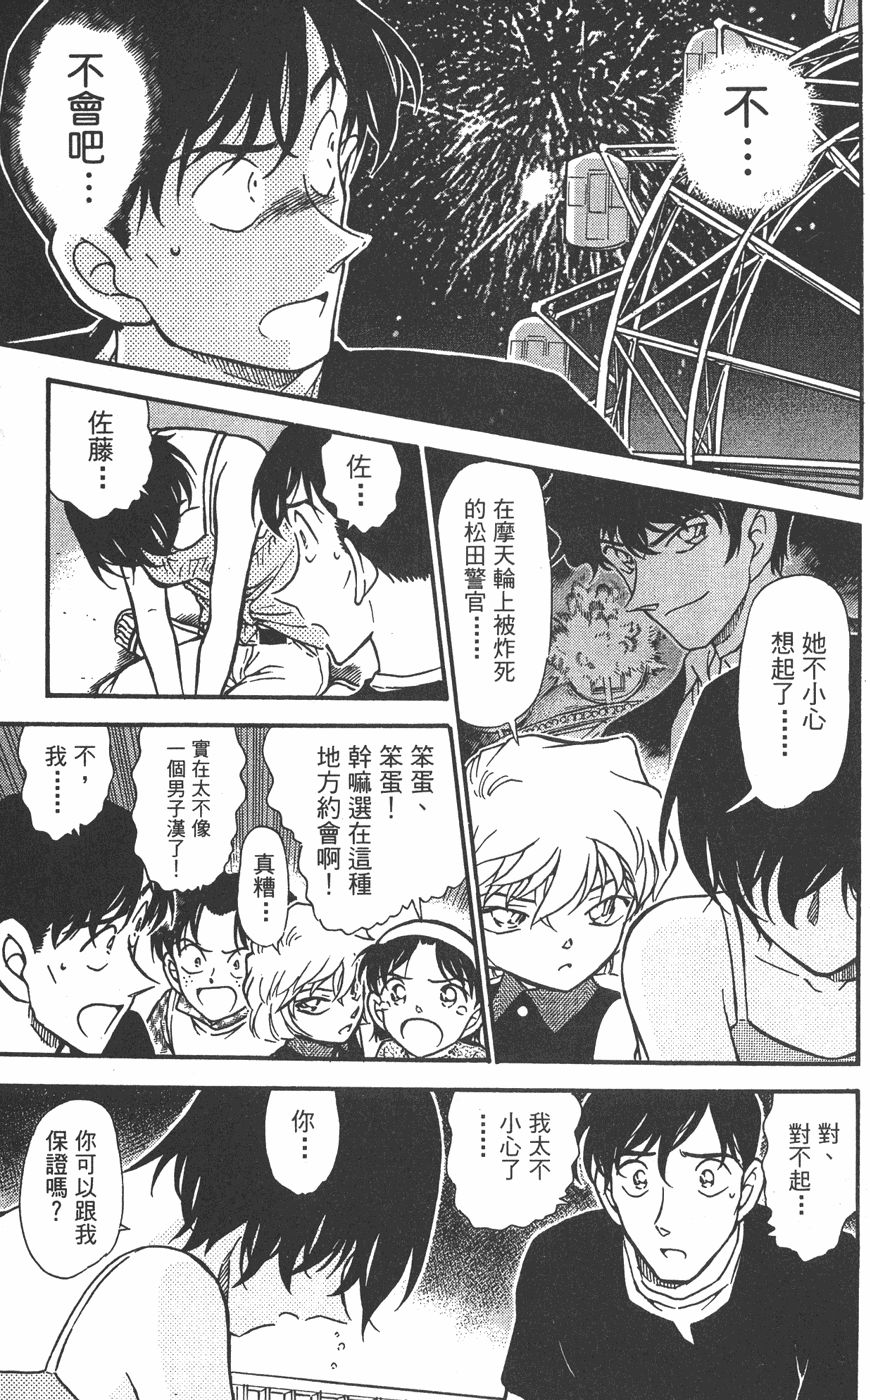 不…
不會吧…
佐…
佐藤…
她不小心
想起了……
在摩天輪上被炸死
的松田警官……
笨蛋、
笨蛋！
幹嘛選在這種
地方約會啊！
真糟…
實在太不像
一個男子漢了！
不，
我……
對、
對不起…
我太不
小心了
……
你…
你可以跟我
保證嗎？